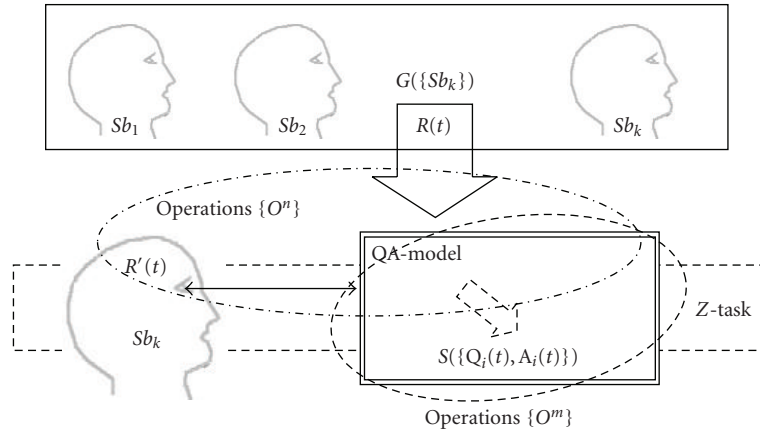 G({Sb_k})
Sb_1 Sb_2 R(t) Sb_k
Operations {O^n}
QA-model
R′(t)
Z-task
Sb_k
S({Q_i(t), A_i(t)})
Operations {O^m}